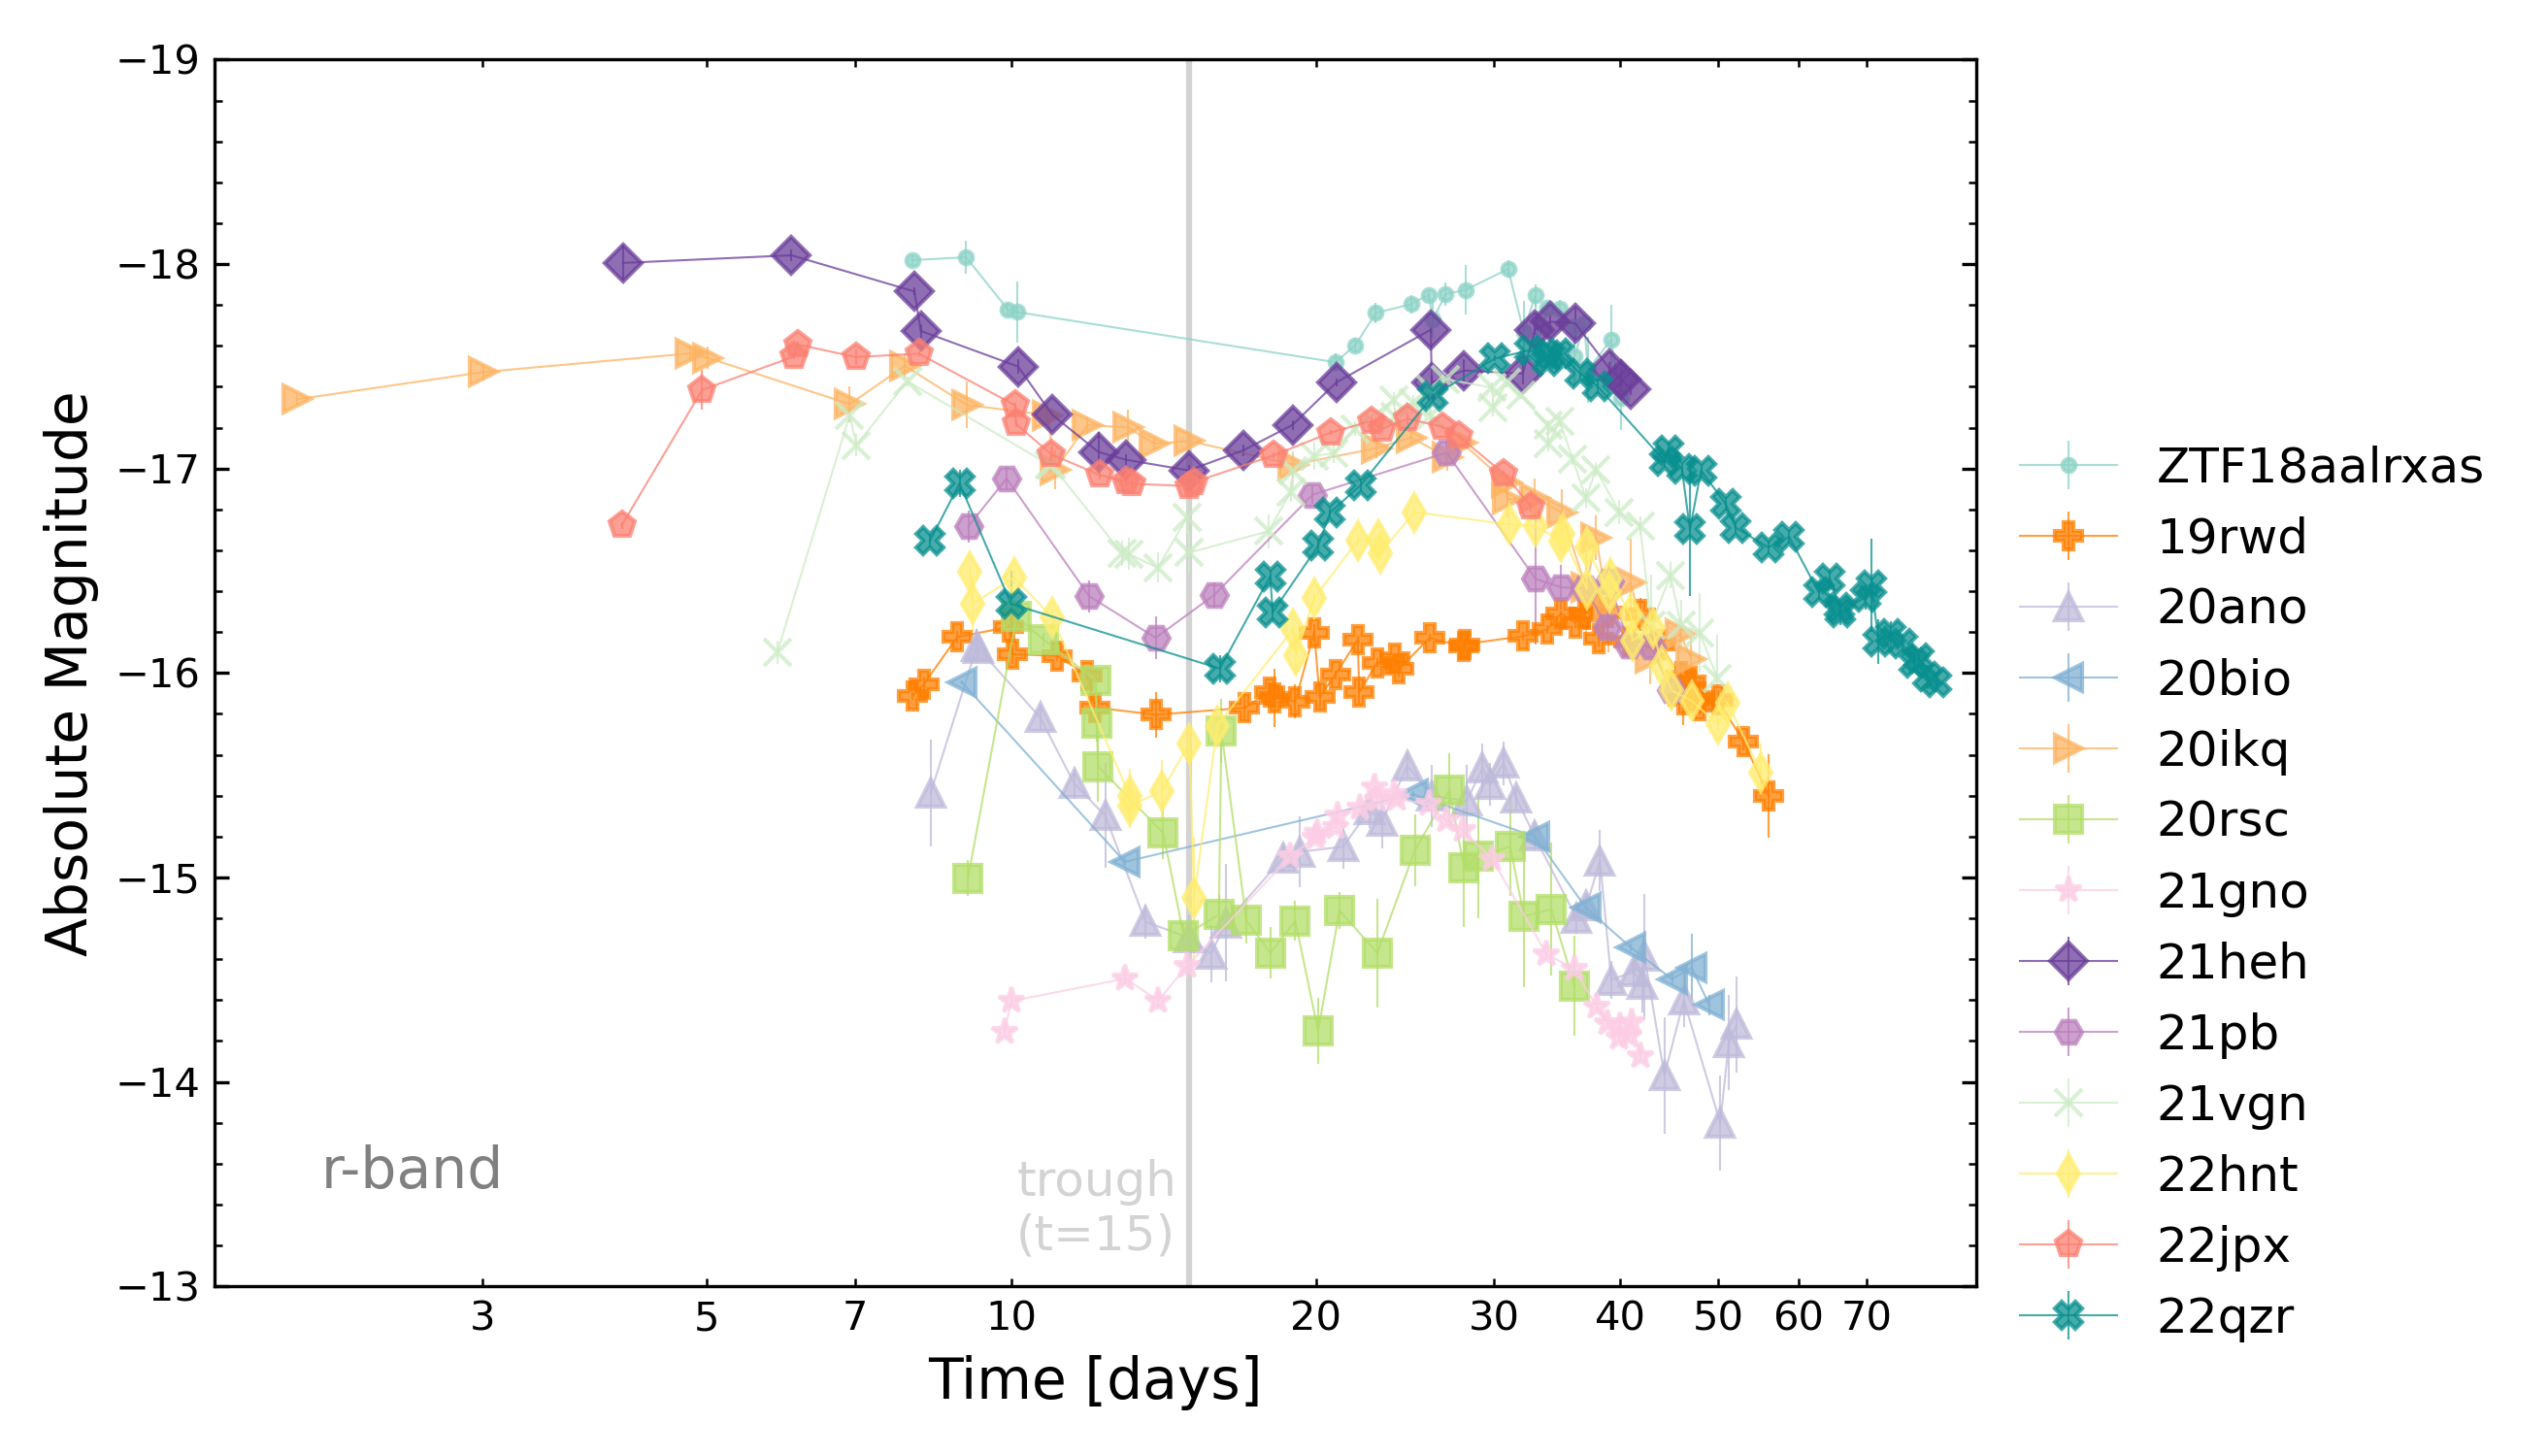 −19
−18
−17
−16
−15
−14
−13
Absolute Magnitude
r-band
trough
(t=15)
3 5 7 10 20 30 40 50 60 70
Time [days]
ZTF18aalrxas
19rwd
20ano
20bio
20ikq
20rsc
21gno
21heh
21pb
21vgn
22hnt
22jpx
22qzr